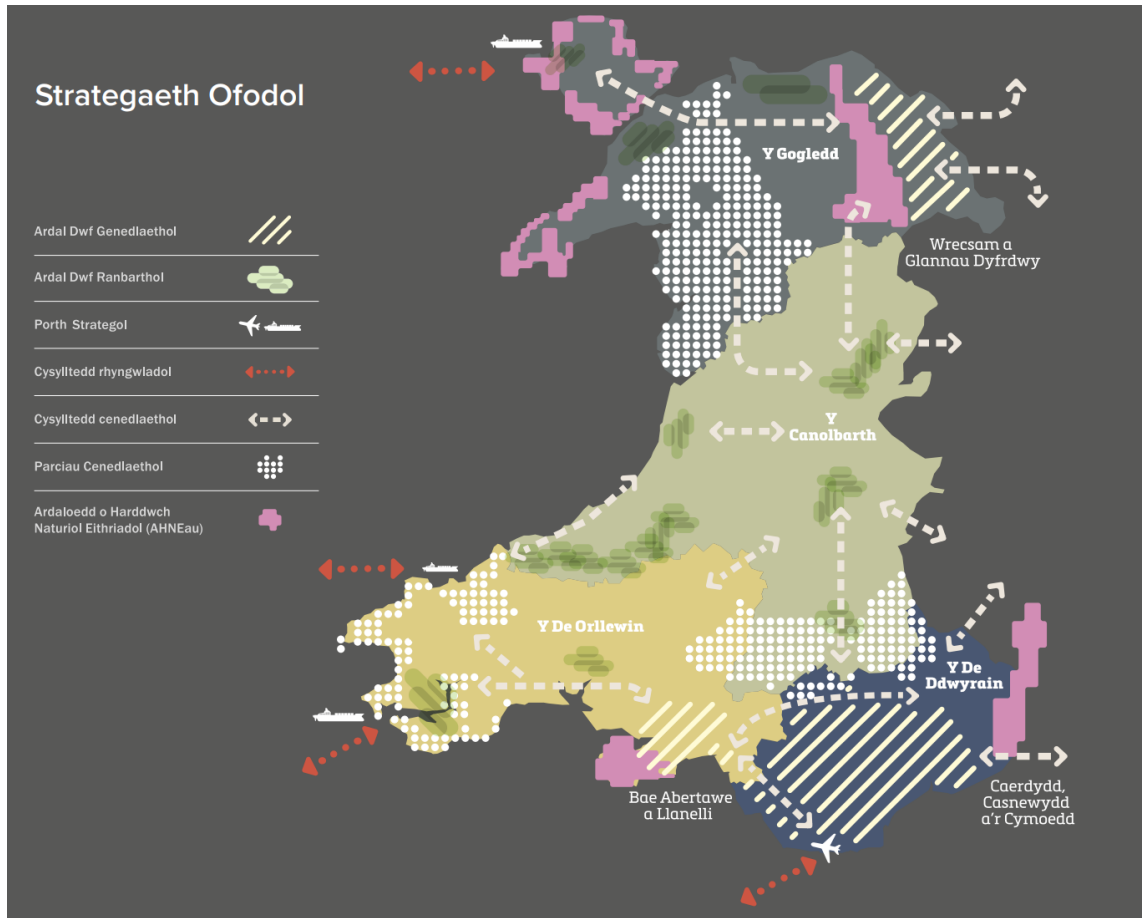 Strategaeth Ofodol
Ardal Dwf Genedlaethol
Ardal Dwf Ranbarthol
Porth Strategol
Cysylltedd rhyngwladol
Cysylltedd cenedlaethol
Parciau Cenedlaethol
Ardaloedd o Harddwch
Naturiol Eithriadol (AHNEau)
Y Gogledd
Wrecsam a
Glannau Dyfrdwy
Y
Canolbarth
Y De Orllewin
Y De
Ddwyrain
Bae Abertawe
a Llanelli
Caerdydd,
Casnewydd
a'r Cymoedd